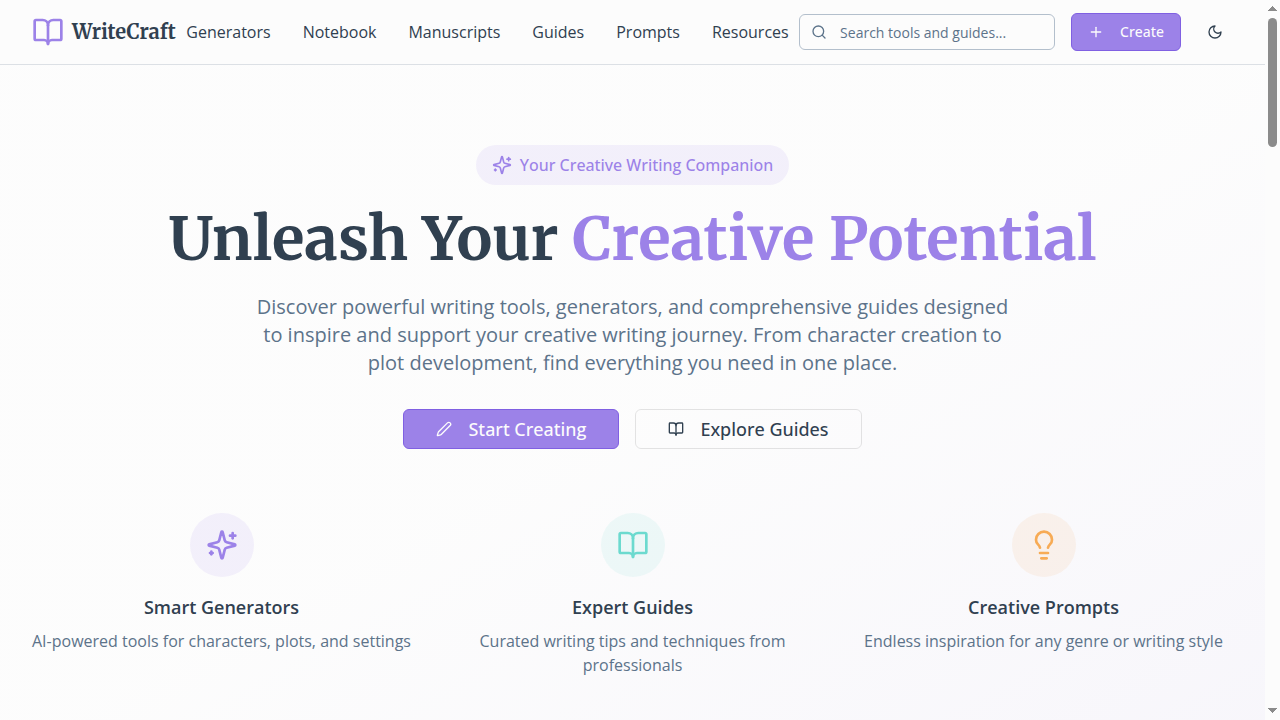 WriteCraft Generators Notebook Manuscripts Guides Prompts Resources Search tools and guides... Create
Your Creative Writing Companion
Unleash Your Creative Potential
Discover powerful writing tools, generators, and comprehensive guides designed
to inspire and support your creative writing journey. From character creation to
plot development, find everything you need in one place.
Start Creating Explore Guides
Smart Generators
AI-powered tools for characters, plots, and settings
Expert Guides
Curated writing tips and techniques from
professionals
Creative Prompts
Endless inspiration for any genre or writing style